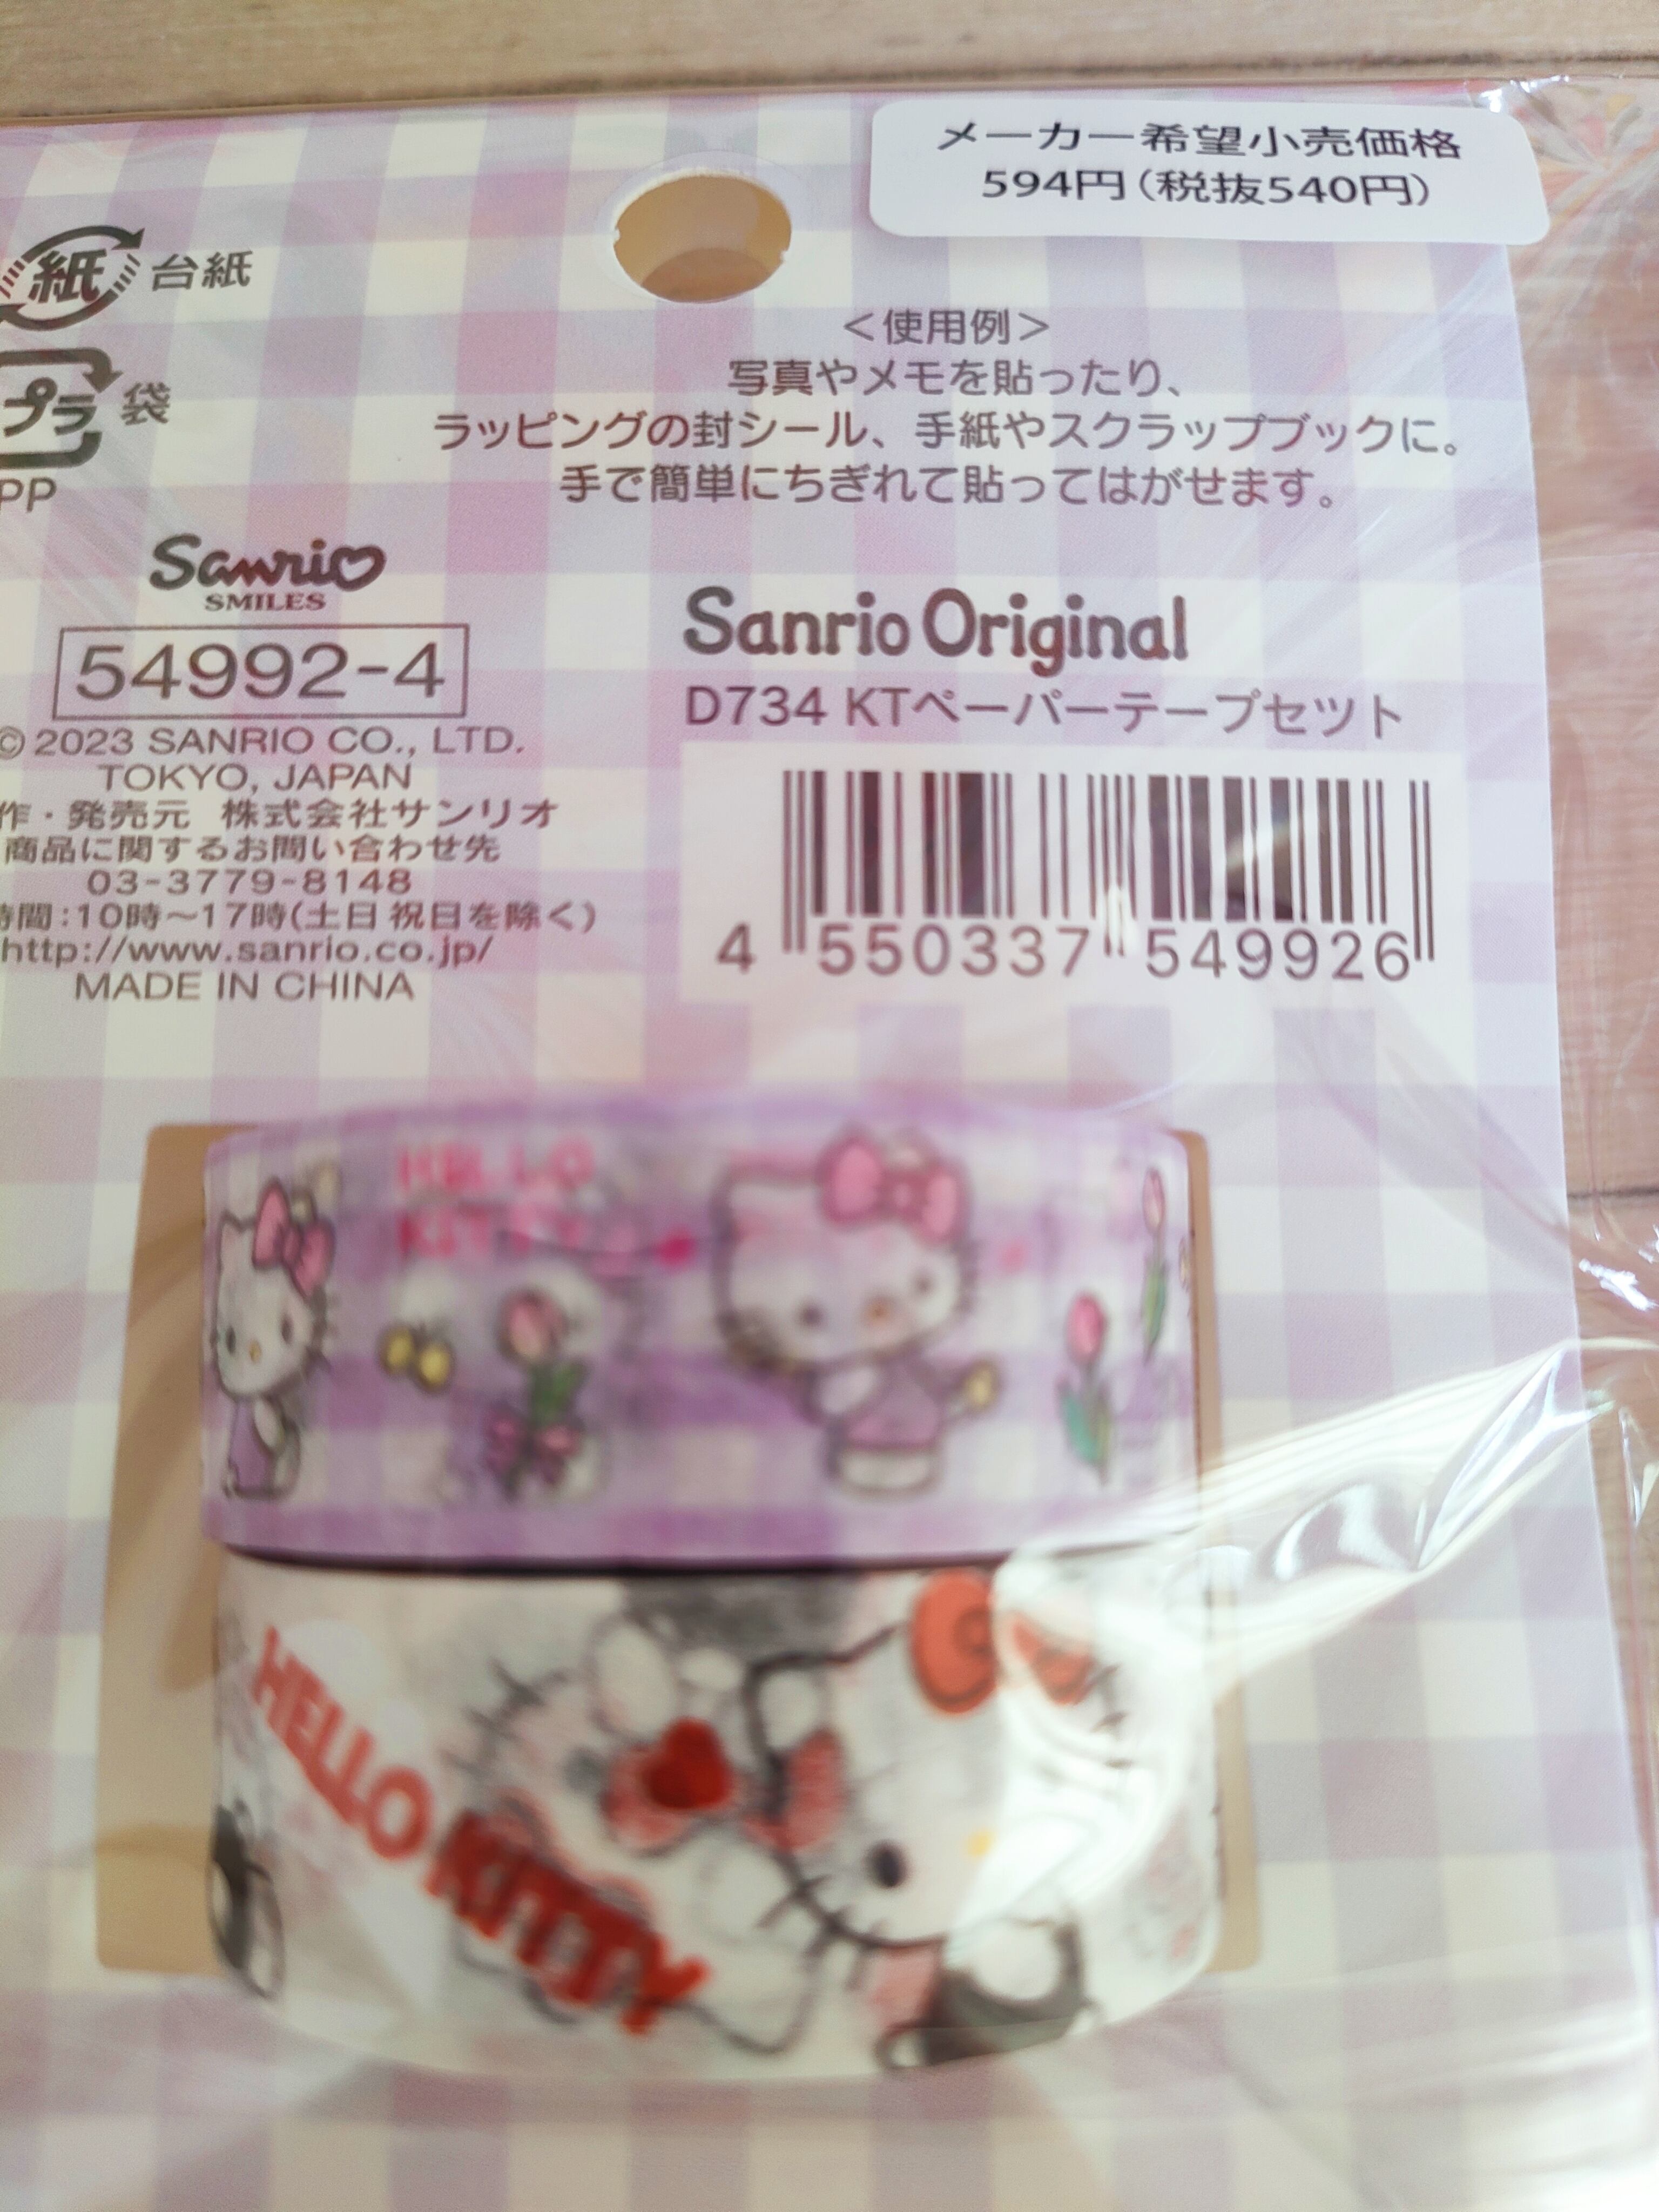 メーカー希望小売価格
594円(税抜540円)
紙 台紙
プラ 袋
PP
<使用例>
写真やメモを貼ったり、
ラッピングの封シール、手紙やスクラップブックに。
手で簡単にちぎれて貼ってはがせます。
Sanrio
SMILES
54992-4
© 2023 SANRIO CO., LTD.
TOKYO, JAPAN
作・発売元 株式会社サンリオ
商品に関するお問い合わせ先
03-3779-8148
時間:10時〜17時(土日 祝日を除く)
http://www.sanrio.co.jp/
MADE IN CHINA
Sanrio Original
D734 KTペーパーテープセット
4 550337 549926
HELLO
KITTY
HELLO KITTY